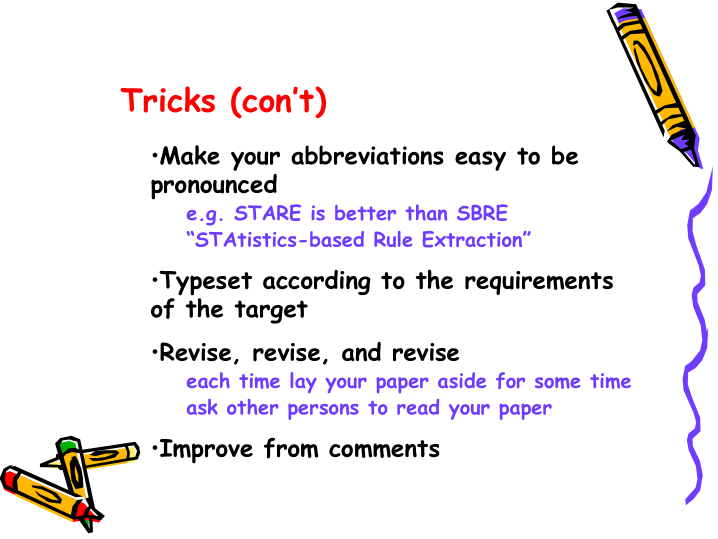 Tricks (con’t)
•Make your abbreviations easy to be
pronounced
e.g. STARE is better than SBRE
“STAtistics-based Rule Extraction”
•Typeset according to the requirements
of the target
•Revise, revise, and revise
each time lay your paper aside for some time
ask other persons to read your paper
•Improve from comments